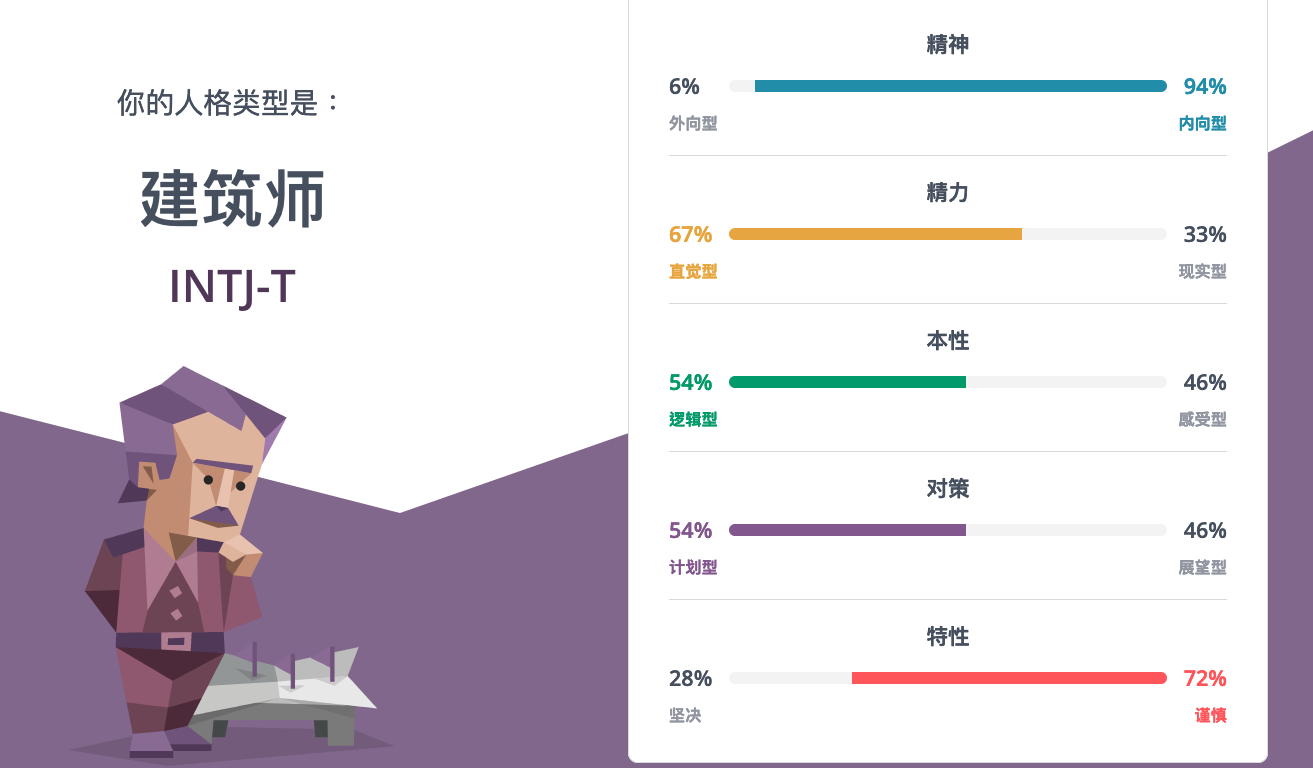 你的人格类型是：
建筑师
INTJ-T
精神
6% 94%
外向型 内向型
精力
67% 33%
直觉型 现实型
本性
54% 46%
逻辑型 感受型
对策
54% 46%
计划型 展望型
特性
28% 72%
坚决 谨慎